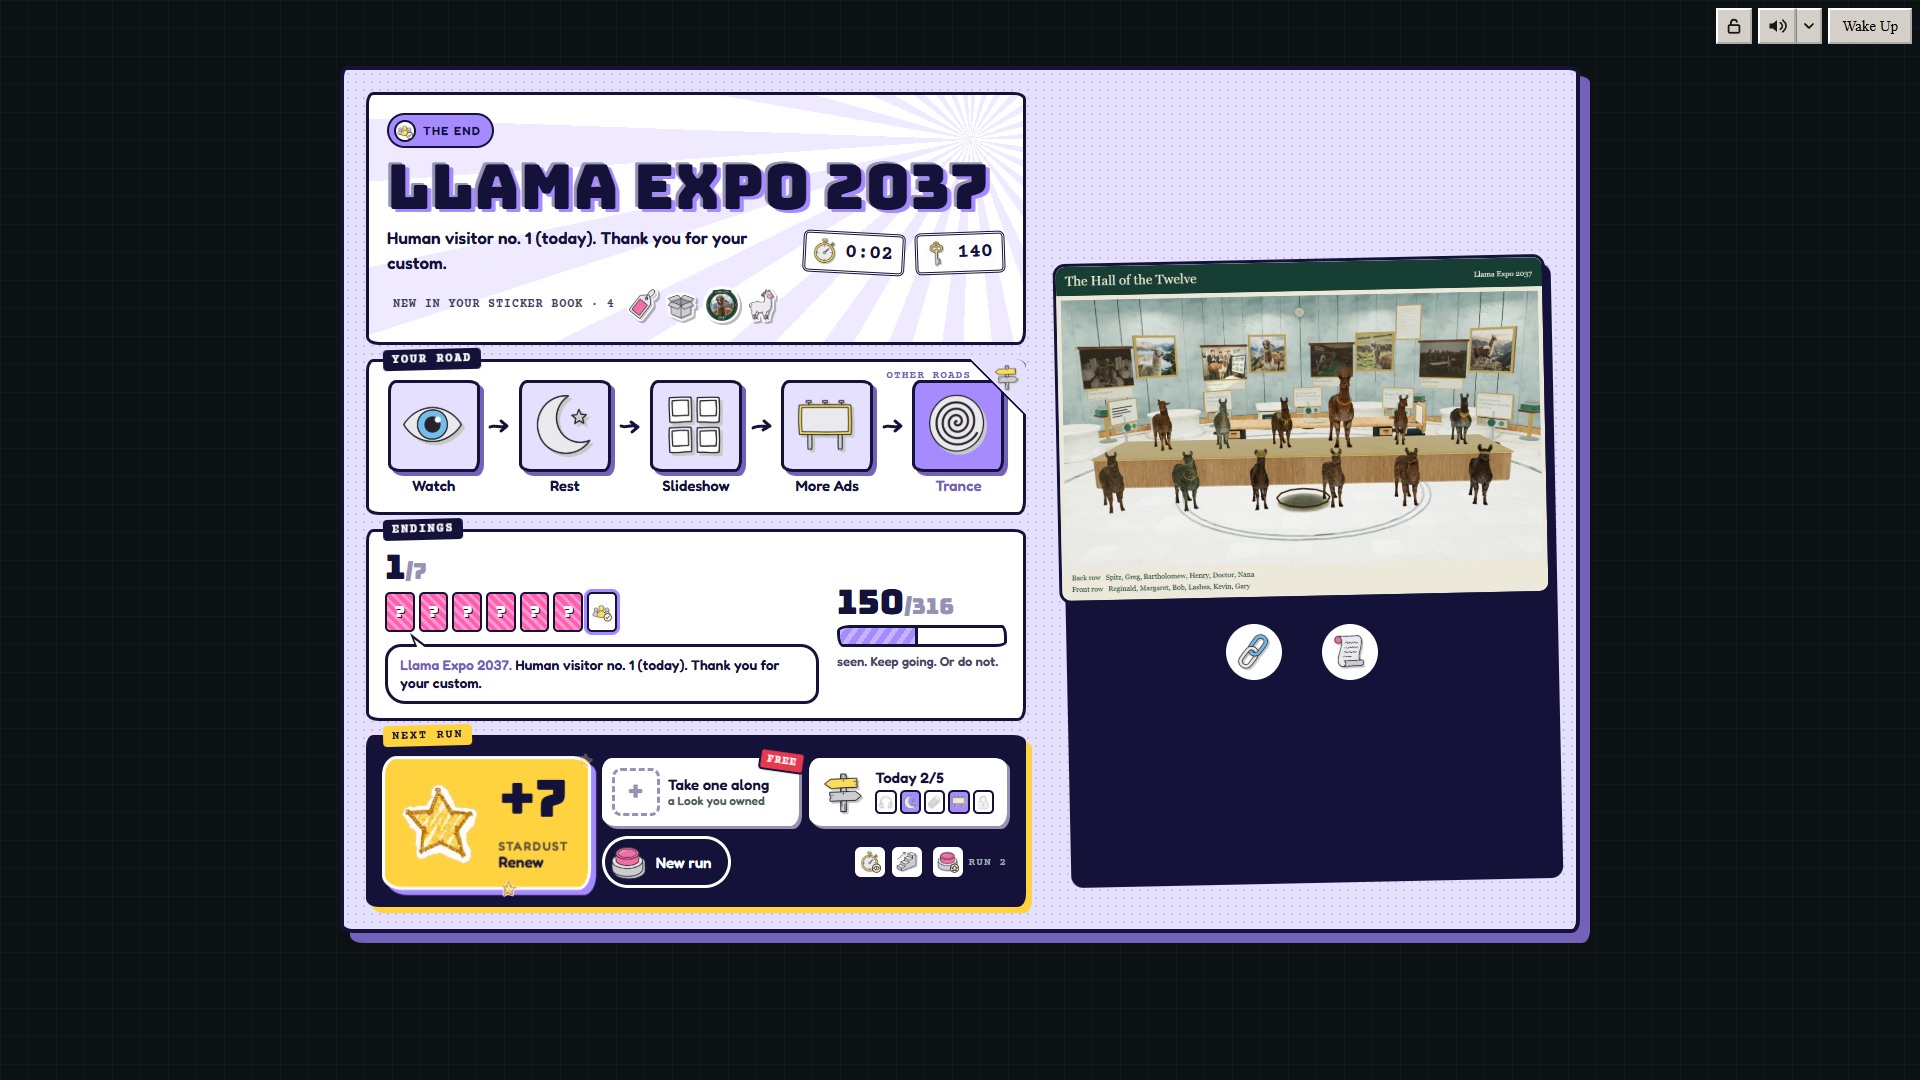 Wake Up
THE END
LLAMA EXPO 2037
Human visitor no. 1 (today). Thank you for your
custom.
0:02
140
NEW IN YOUR STICKER BOOK · 4
YOUR ROAD
OTHER ROADS
Watch
Rest
Slideshow
More Ads
Trance
ENDINGS
1/7
? ? ? ? ? ?
150/316
seen. Keep going. Or do not.
Llama Expo 2037. Human visitor no. 1 (today). Thank you for
your custom.
NEXT RUN
+7
STARDUST
Renew
FREE
+
Take one along
a Look you owned
Today 2/5
New run
RUN 2
The Hall of the Twelve
Llama Expo 2037
Back row Spitz, Greg, Bartholomew, Henry, Doctor, Nana
Front row Reginald, Margaret, Bob, Lashes, Kevin, Gary